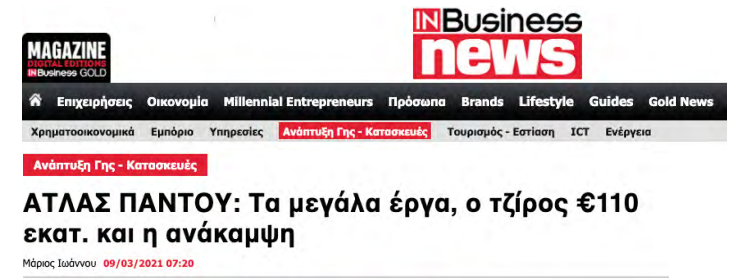 INBusiness
news
MAGAZINE
DIGITAL EDITIONS
INBusiness GOLD
Επιχειρήσεις Οικονομία Millennial Entrepreneurs Πρόσωπα Brands Lifestyle Guides Gold News
Χρηματοοικονομικά Εμπόριο Υπηρεσίες Ανάπτυξη Γης - Κατασκευές Τουρισμός - Εστίαση ICT Ενέργεια
Ανάπτυξη Γης - Κατασκευές
ΑΤΛΑΣ ΠΑΝΤΟΥ: Τα μεγάλα έργα, ο τζίρος €110
εκατ. και η ανάκαμψη
Μάριος Ιωάννου 09/03/2021 07:20